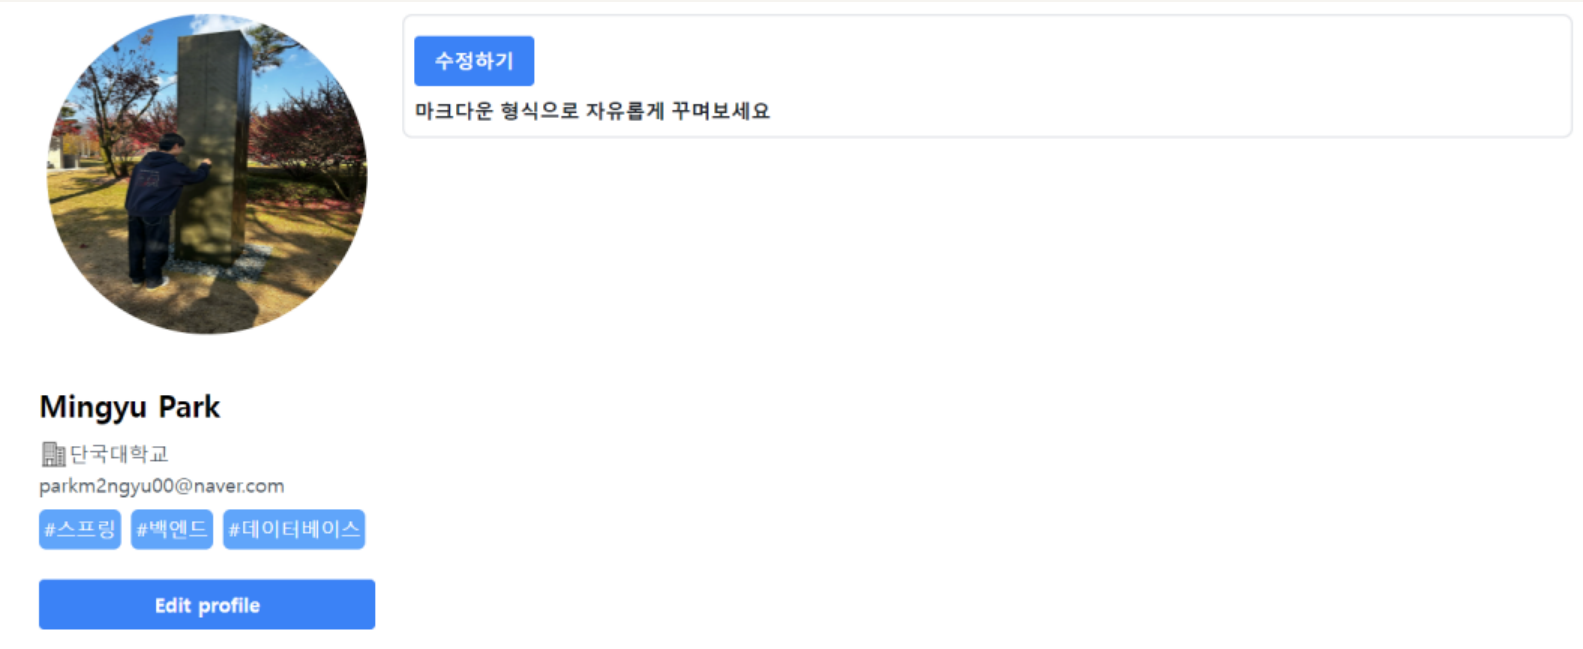 수정하기
마크다운 형식으로 자유롭게 꾸며보세요
Mingyu Park
단국대학교
parkm2ngyu00@naver.com
#스프링 #백엔드 #데이터베이스
Edit profile